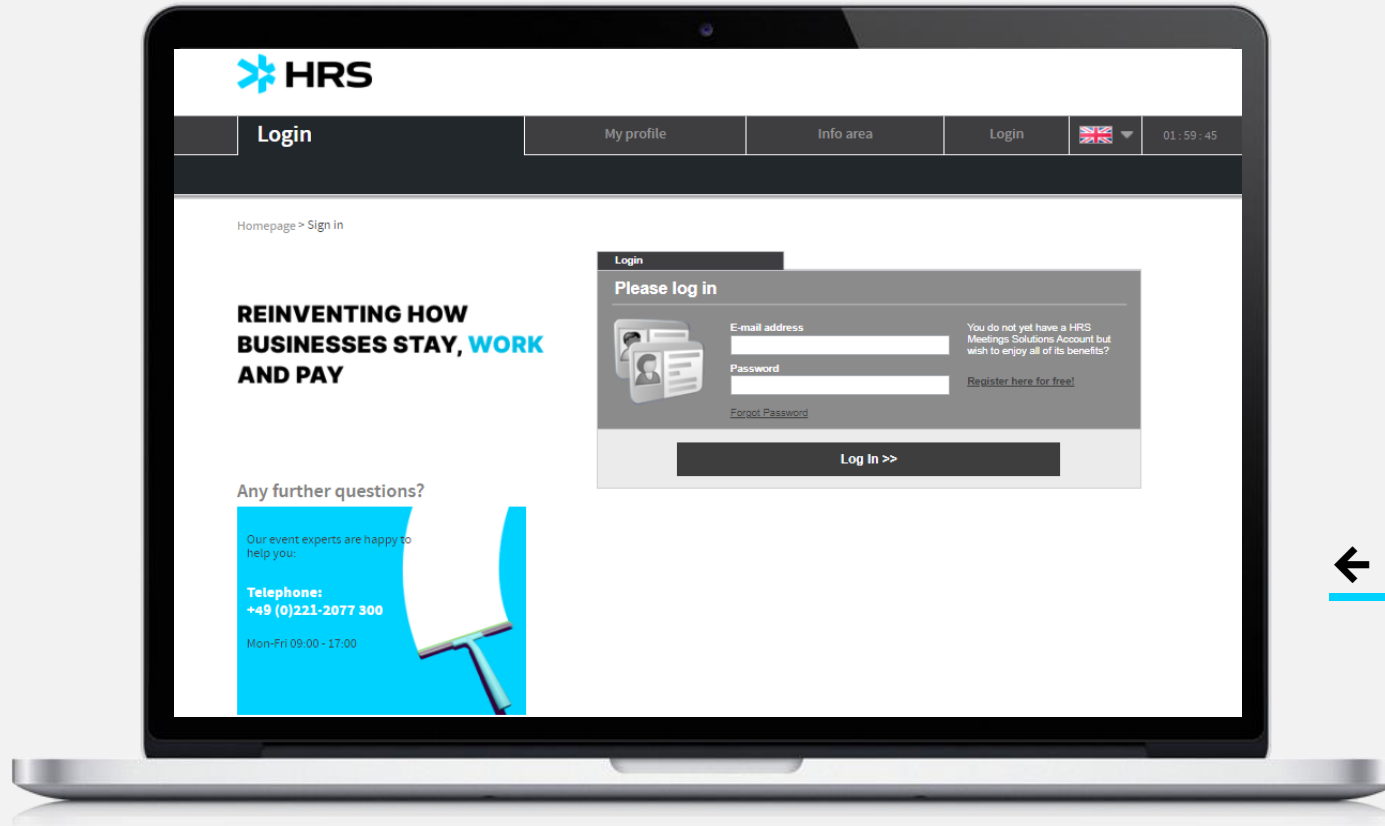 HRS
Login
My profile
Info area
Login
01 : 59 : 45
Homepage > Sign in
REINVENTING HOW
BUSINESSES STAY, WORK
AND PAY
Login
Please log in
E-mail address
Password
Forgot Password
You do not yet have a HRS
Meetings Solutions Account but
wish to enjoy all of its benefits?
Register here for free!
Log In >>
Any further questions?
Our event experts are happy to
help you:
Telephone:
+49 (0)221-2077 300
Mon-Fri 09:00 - 17:00